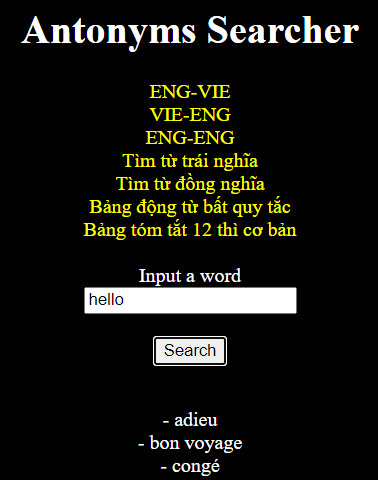 Antonyms Searcher
ENG-VIE
VIE-ENG
ENG-ENG
Tìm từ trái nghĩa
Tìm từ đồng nghĩa
Bảng động từ bất quy tắc
Bảng tóm tắt 12 thì cơ bản
Input a word
hello
Search
- adieu
- bon voyage
- congé